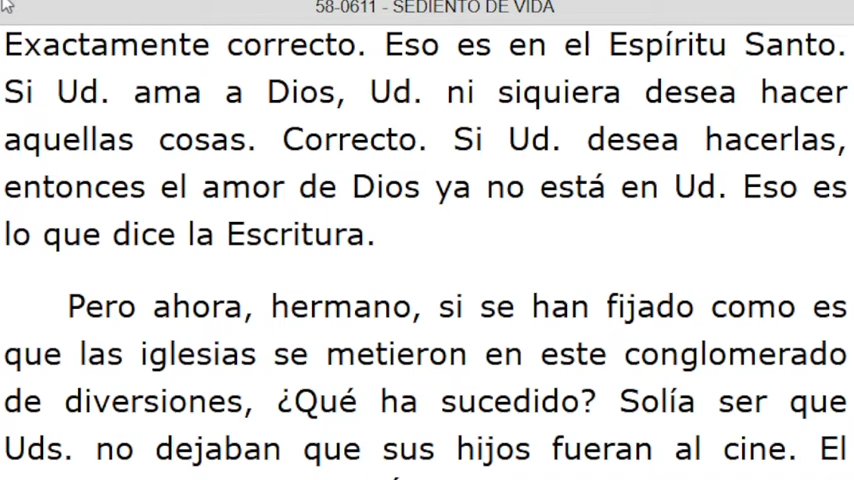 58-0611 - SEDIENTO DE VIDA
Exactamente correcto. Eso es en el Espíritu Santo.
Si Ud. ama a Dios, Ud. ni siquiera desea hacer
aquellas cosas. Correcto. Si Ud. desea hacerlas,
entonces el amor de Dios ya no está en Ud. Eso es
lo que dice la Escritura.
Pero ahora, hermano, si se han fijado como es
que las iglesias se metieron en este conglomerado
de diversiones, ¿Qué ha sucedido? Solía ser que
Uds. no dejaban que sus hijos fueran al cine. El